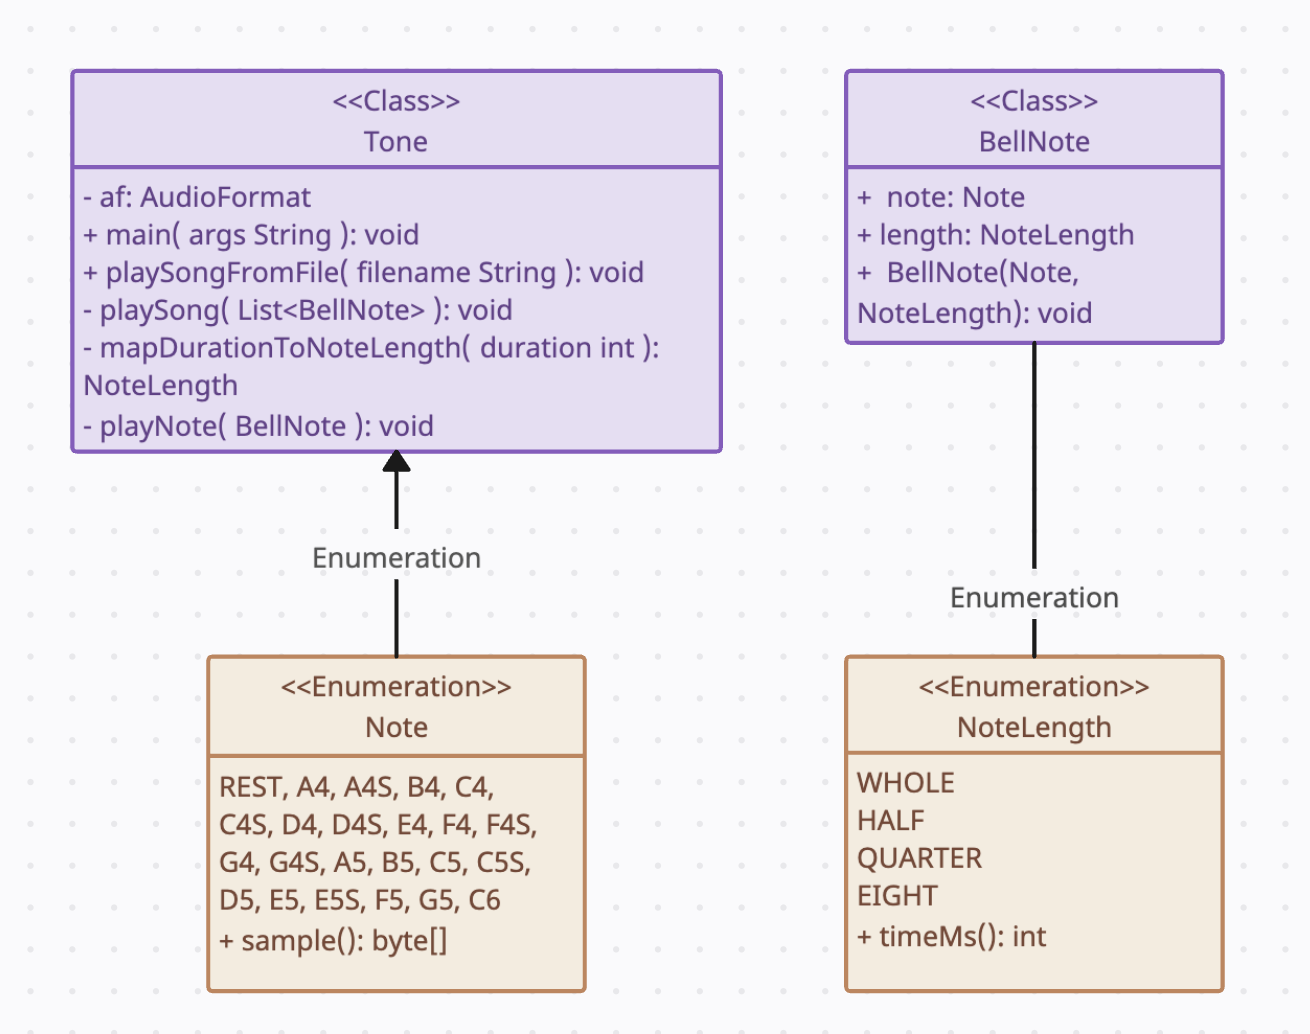 <<Class>>
Tone
- af: AudioFormat
+ main( args String ): void
+ playSongFromFile( filename String ): void
- playSong( List<BellNote> ): void
- mapDurationToNoteLength( duration int ):
NoteLength
- playNote( BellNote ): void
<<Class>>
BellNote
+  note: Note
+ length: NoteLength
+  BellNote(Note,
NoteLength): void
Enumeration
Enumeration
<<Enumeration>>
Note
REST, A4, A4S, B4, C4,
C4S, D4, D4S, E4, F4, F4S,
G4, G4S, A5, B5, C5, C5S,
D5, E5, E5S, F5, G5, C6
+ sample(): byte[]
<<Enumeration>>
NoteLength
WHOLE
HALF
QUARTER
EIGHT
+ timeMs(): int